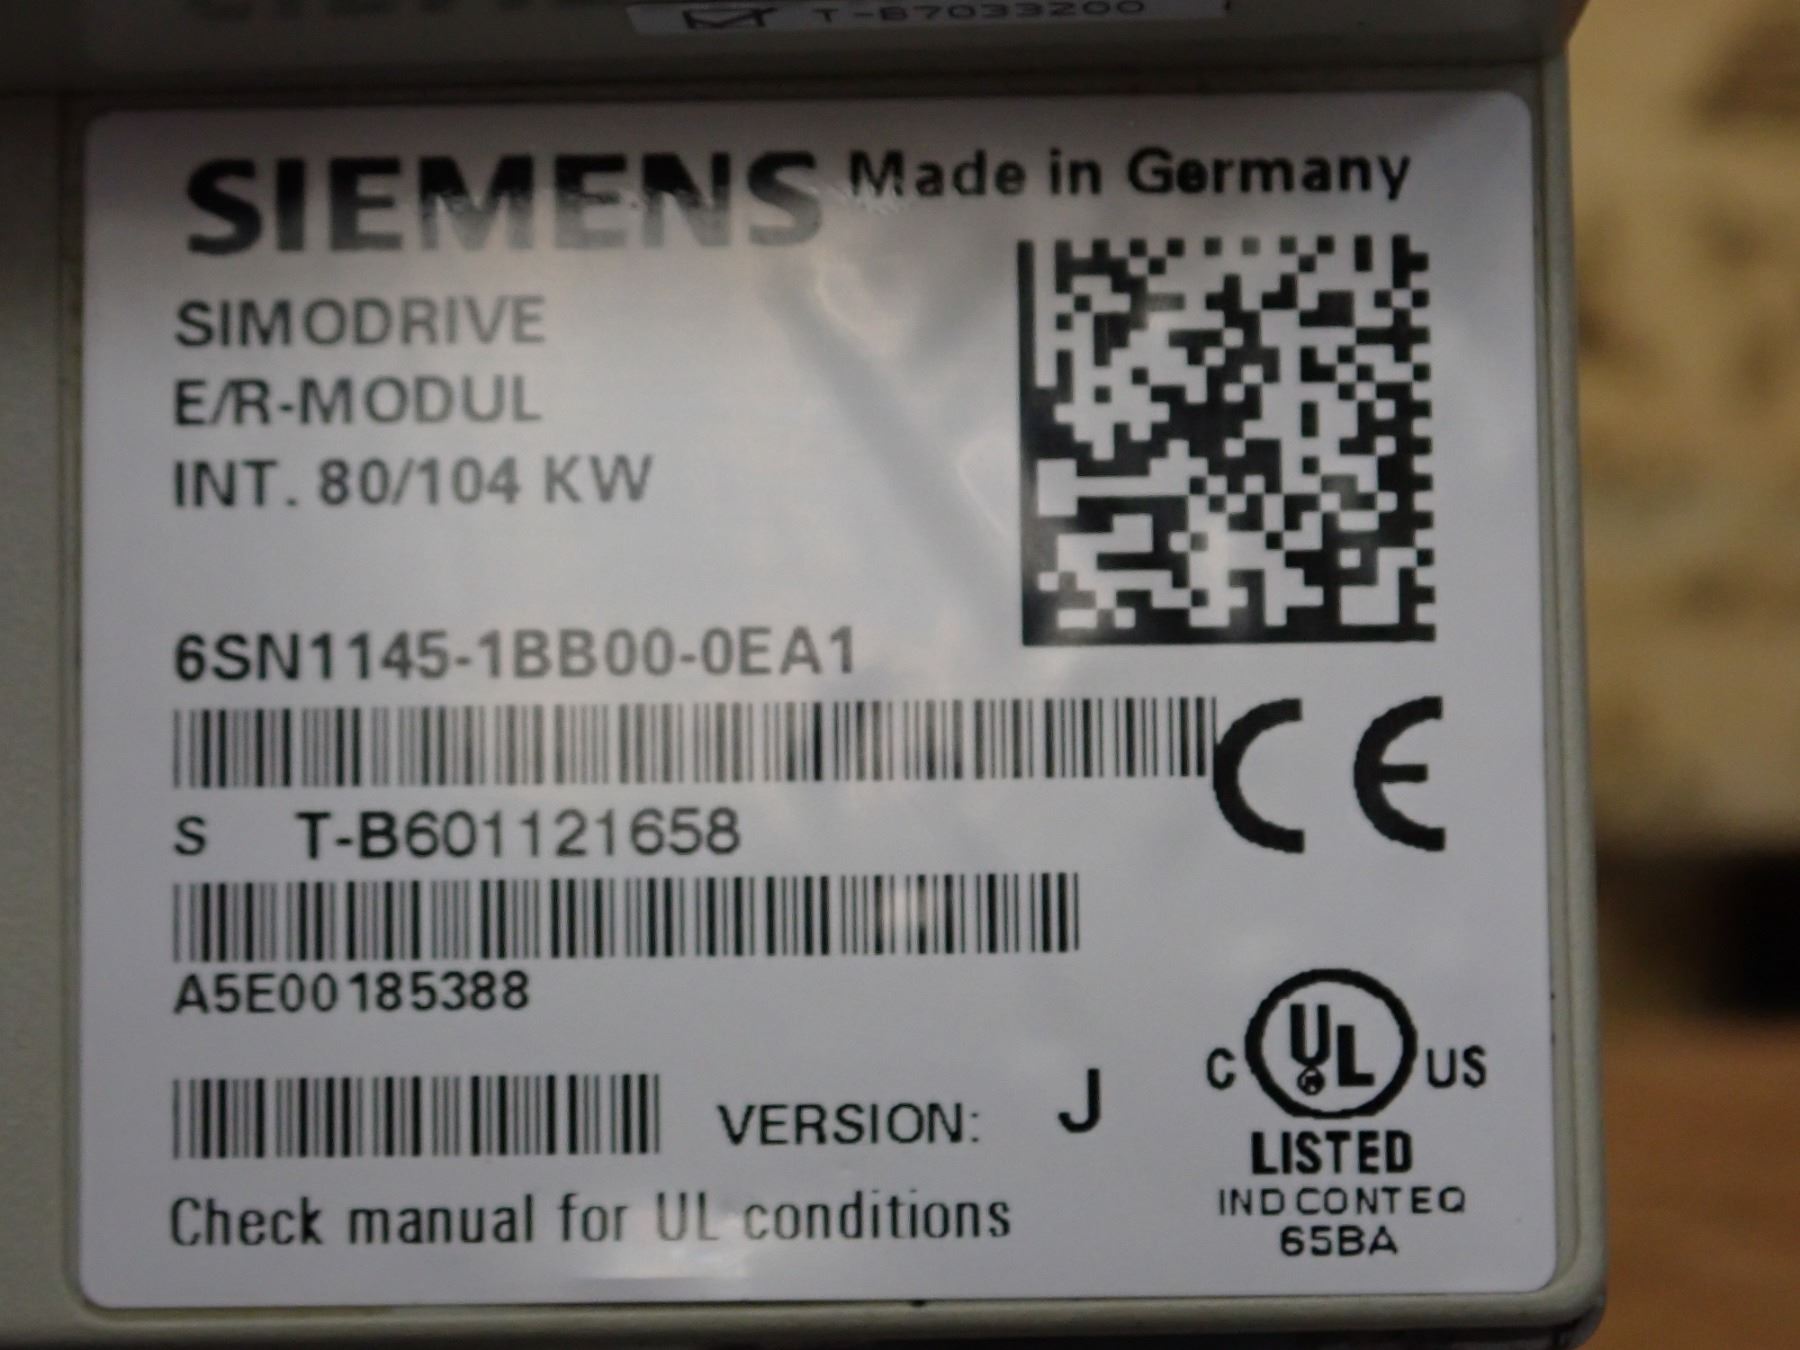 T-B7033200
SIEMENS Made in Germany
SIMODRIVE
E/R-MODUL
INT. 80/104 KW
6SN1145-1BB00-0EA1
CE
S T-B601121658
A5E00185388
C UL US
LISTED
IND CONT EQ
65BA
VERSION: J
Check manual for UL conditions